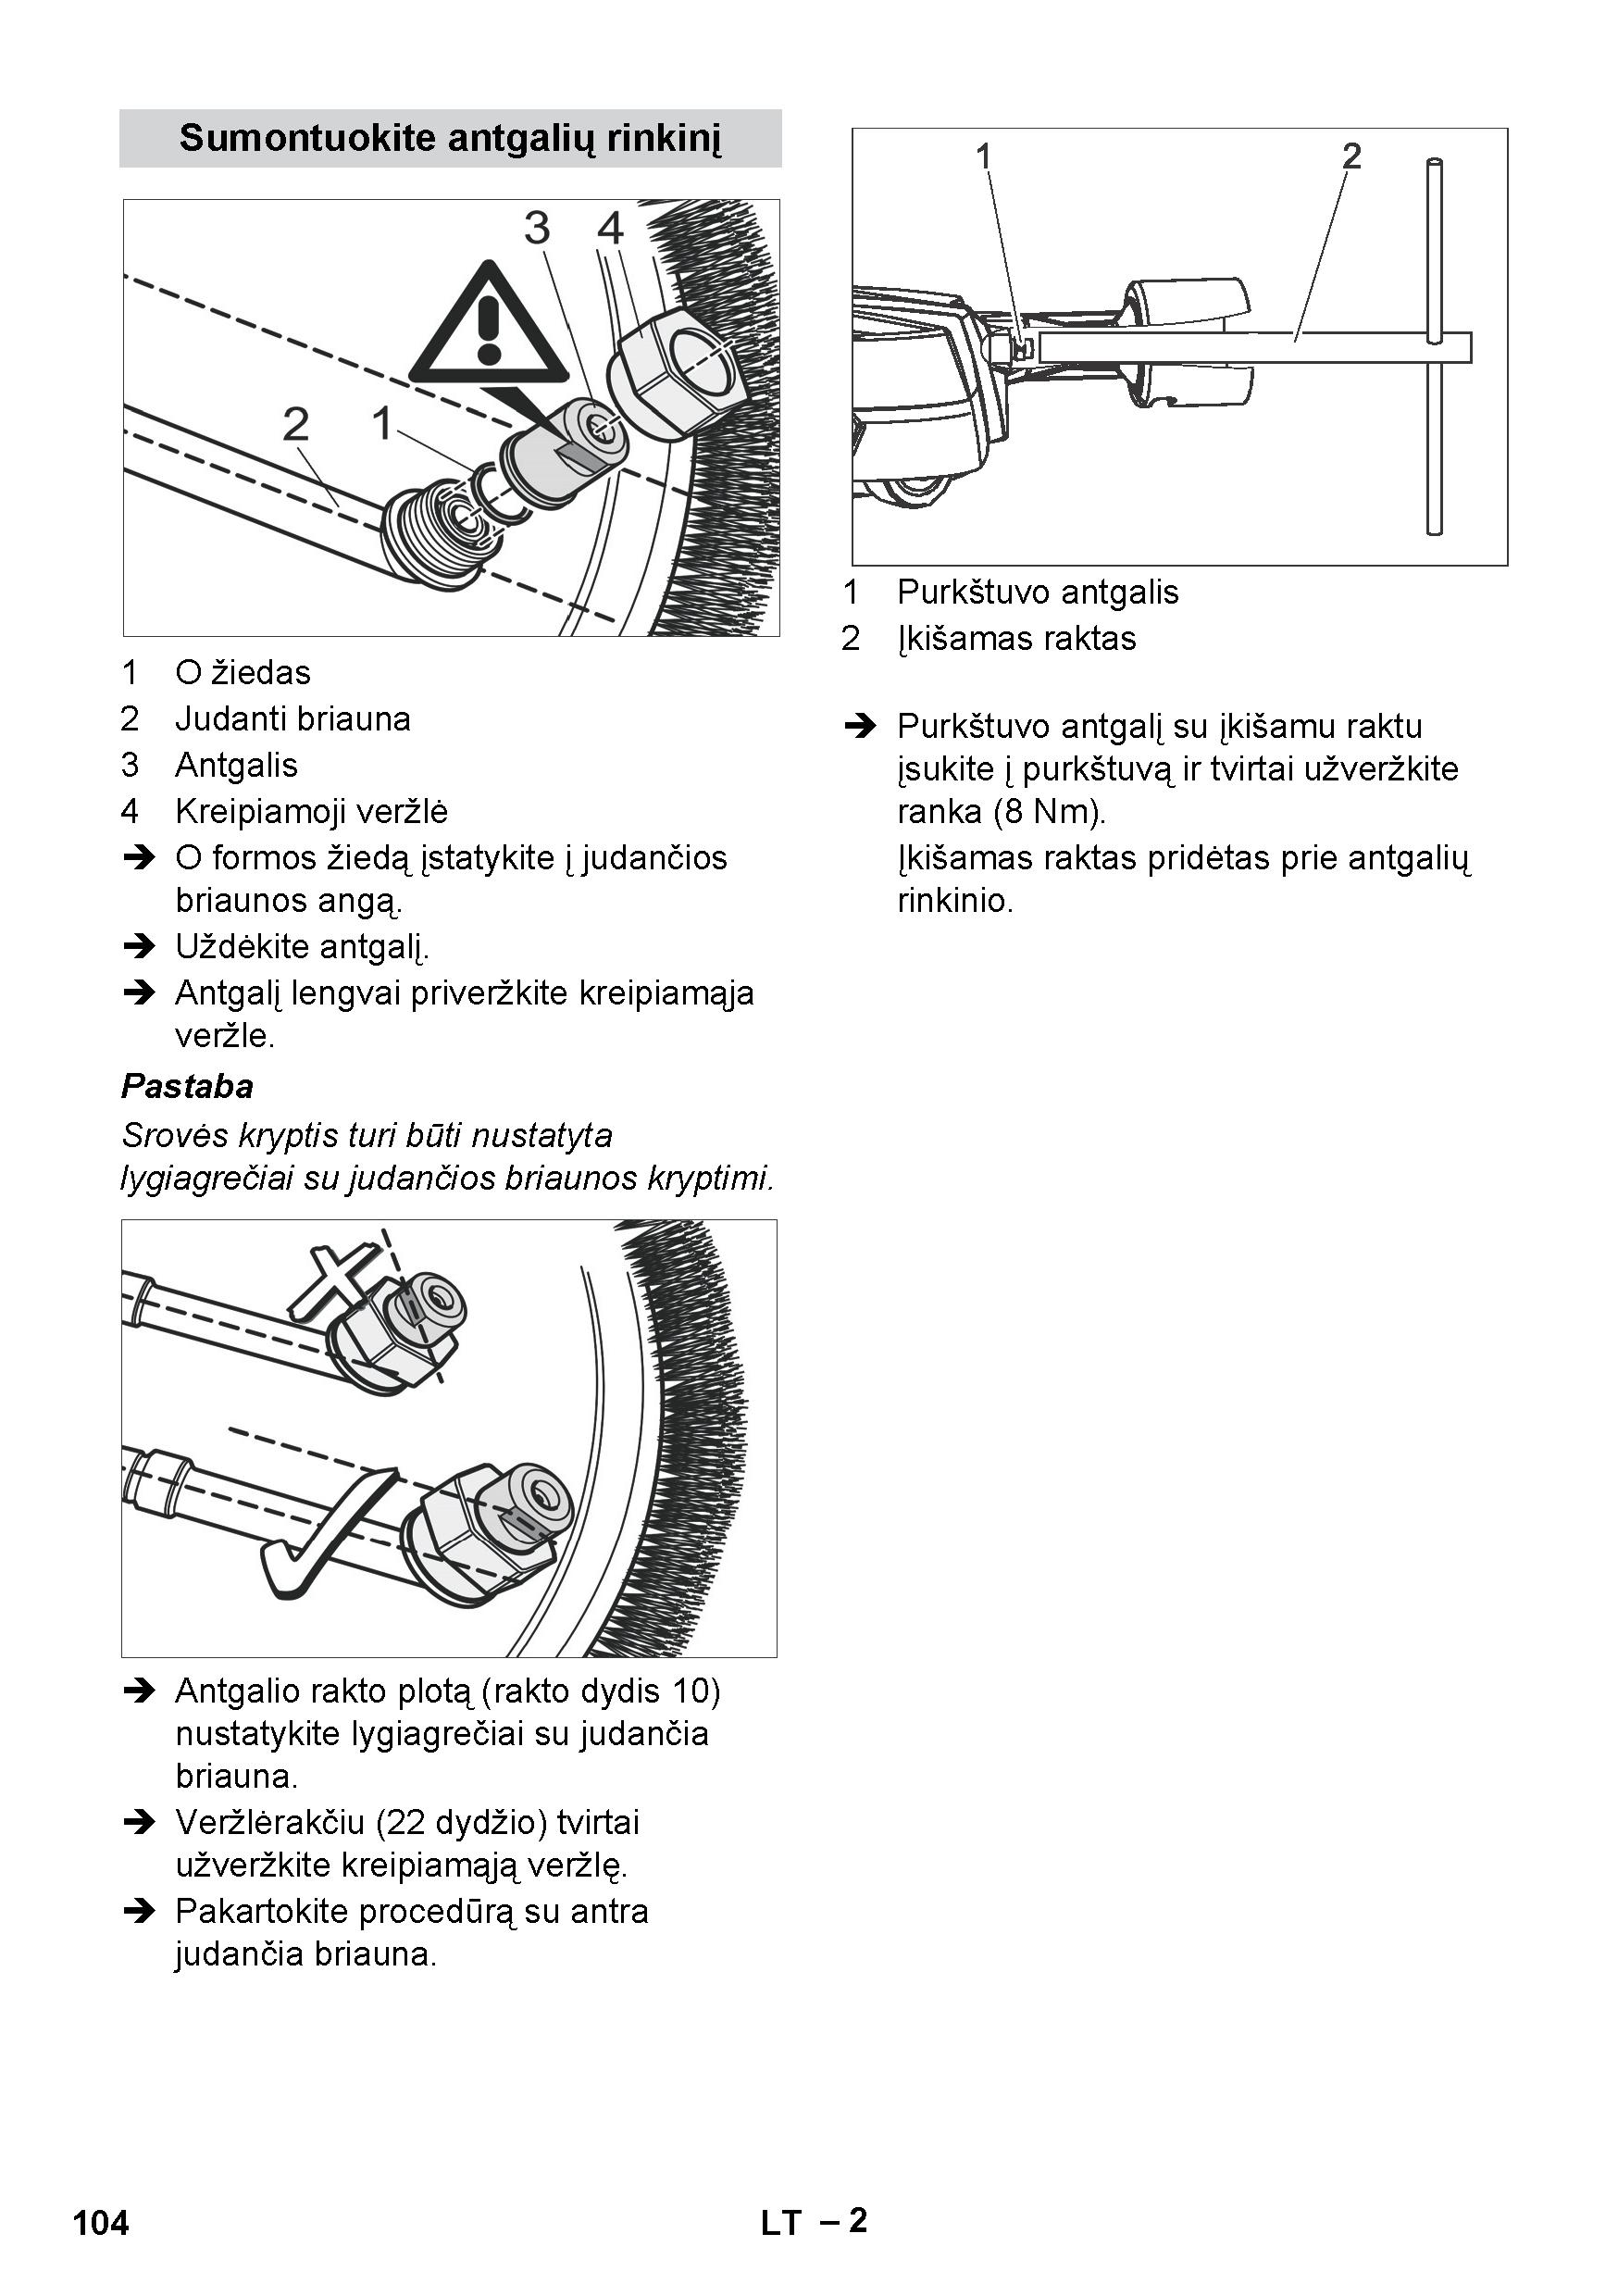 Sumontuokite antgalių rinkinį
3 4
2 1
1 O žiedas
2 Judanti briauna
3 Antgalis
4 Kreipiamoji veržlė
➔ O formos žiedą įstatykite į judančios
briaunos angą.
➔ Uždėkite antgalį.
➔ Antgalį lengvai priveržkite kreipiamąja
veržle.
Pastaba
Srovės kryptis turi būti nustatyta
lygiagrečiai su judančios briaunos kryptimi.
➔ Antgalio rakto plotą (rakto dydis 10)
nustatykite lygiagrečiai su judančia
briauna.
➔ Veržlėrakčiu (22 dydžio) tvirtai
užveržkite kreipiamąją veržlę.
➔ Pakartokite procedūrą su antra
judančia briauna.
1 2
1 Purkštuvo antgalis
2 Įkišamas raktas
➔ Purkštuvo antgalį su įkišamu raktu
įsukite į purkštuvą ir tvirtai užveržkite
ranka (8 Nm).
Įkišamas raktas pridėtas prie antgalių
rinkinio.
104 LT – 2